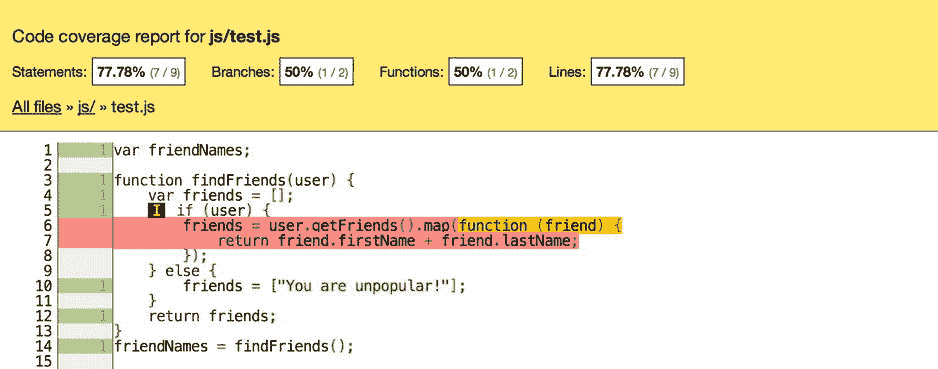 Code coverage report for js/test.js
Statements: 77.78% (7 / 9) Branches: 50% (1 / 2) Functions: 50% (1 / 2) Lines: 77.78% (7 / 9)
All files » js/ » test.js
1 1 var friendNames;
2
3 1 function findFriends(user) {
4 1 var friends = [];
5 1 I if (user) {
6 friends = user.getFriends().map(function (friend) {
7 return friend.firstName + friend.lastName;
8 });
9 } else {
10 1 friends = ["You are unpopular!"];
11 }
12 1 return friends;
13 }
14 1 friendNames = findFriends();
15